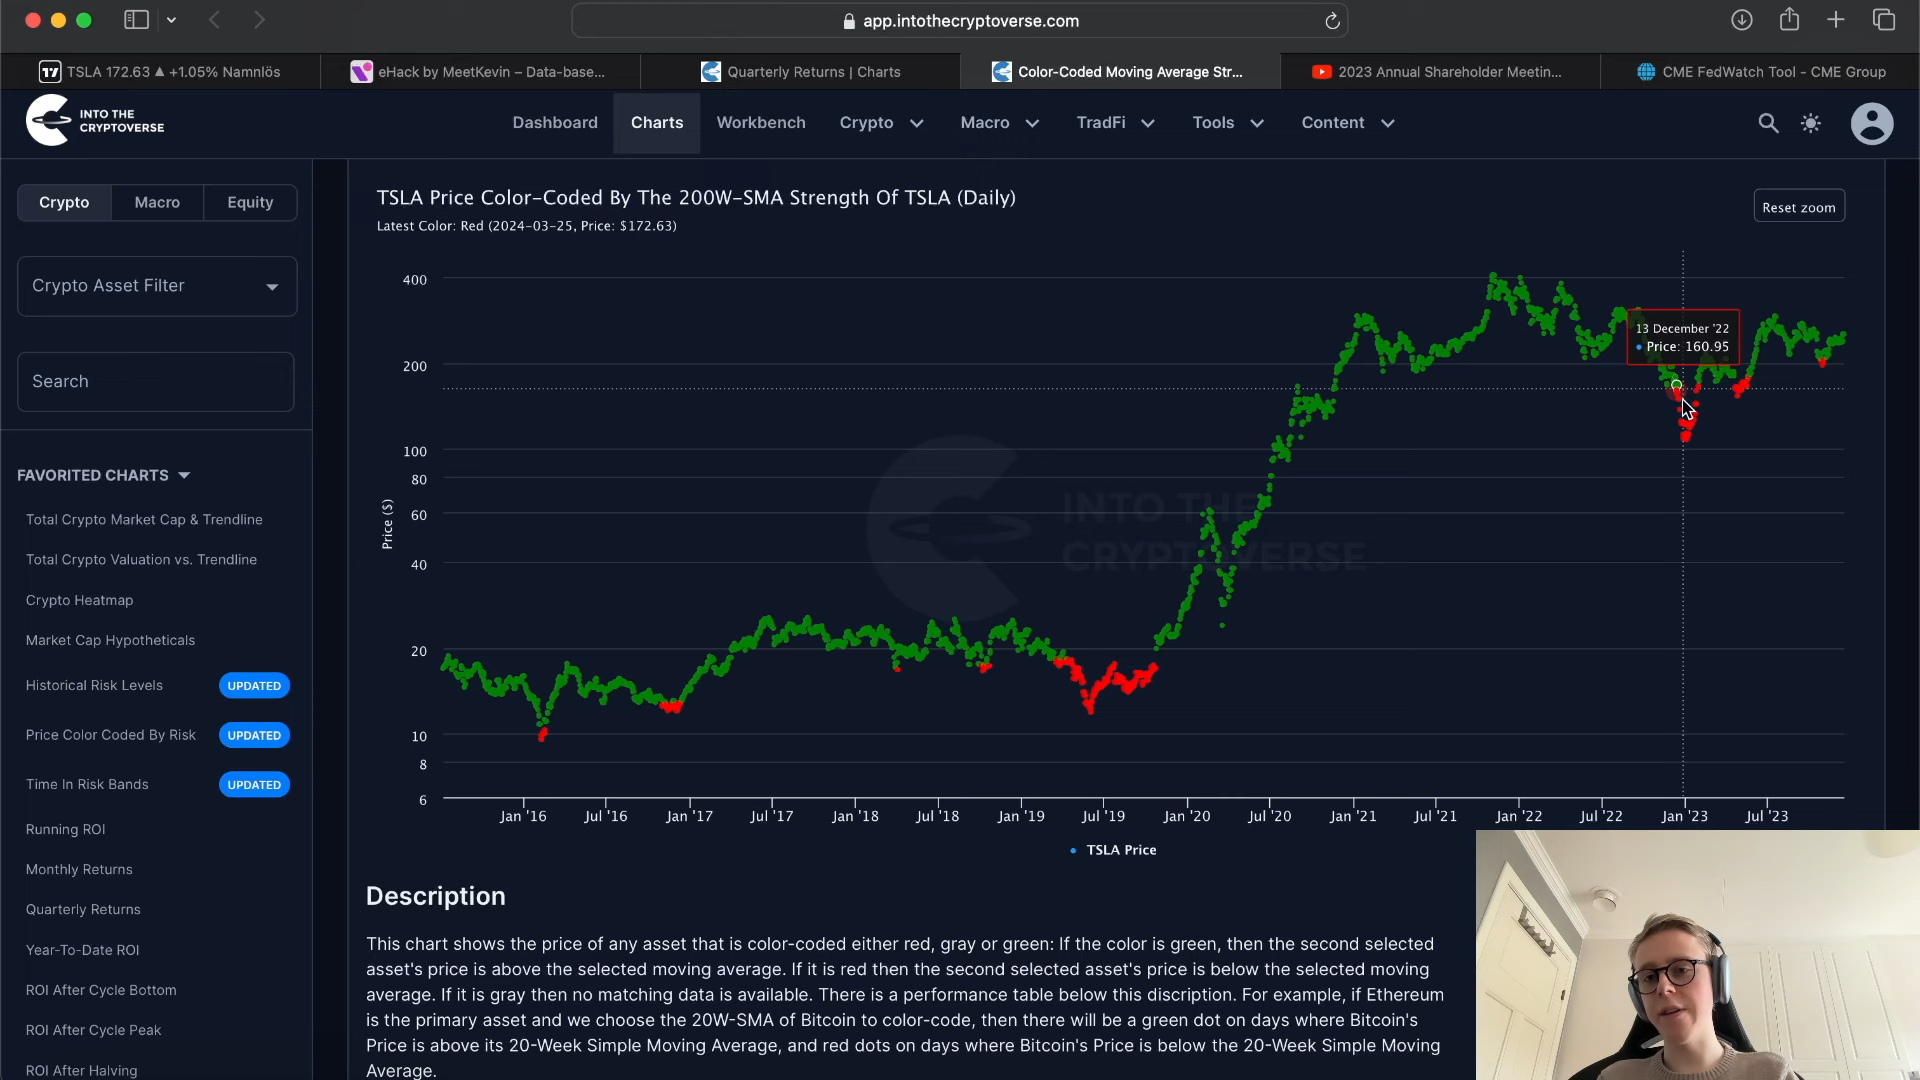 app.intothecryptoverse.com
TSLA 172.63 ▲ +1.05% Namnlös
eHack by MeetKevin – Data-base...
Quarterly Returns | Charts
Color-Coded Moving Average Str...
2023 Annual Shareholder Meetin...
CME FedWatch Tool - CME Group
INTO THE
CRYPTOVERSE
Dashboard
Charts
Workbench
Crypto
Macro
TradFi
Tools
Content
Crypto
Macro
Equity
Crypto Asset Filter
Search
FAVORITED CHARTS
Total Crypto Market Cap & Trendline
Total Crypto Valuation vs. Trendline
Crypto Heatmap
Market Cap Hypotheticals
Historical Risk Levels
UPDATED
Price Color Coded By Risk
UPDATED
Time In Risk Bands
UPDATED
Running ROI
Monthly Returns
Quarterly Returns
Year-To-Date ROI
ROI After Cycle Bottom
ROI After Cycle Peak
ROI After Halving
TSLA Price Color-Coded By The 200W-SMA Strength Of TSLA (Daily)
Latest Color: Red (2024-03-25, Price: $172.63)
Reset zoom
400
200
100
80
60
40
20
10
8
6
Price ($)
13 December '22
Price: 160.95
INTO THE
CRYPTOVERSE
Jan '16
Jul '16
Jan '17
Jul '17
Jan '18
Jul '18
Jan '19
Jul '19
Jan '20
Jul '20
Jan '21
Jul '21
Jan '22
Jul '22
Jan '23
Jul '23
TSLA Price
Description
This chart shows the price of any asset that is color-coded either red, gray or green: If the color is green, then the second selected
asset's price is above the selected moving average. If it is red then the second selected asset's price is below the selected moving
average. If it is gray then no matching data is available. There is a performance table below this discription. For example, if Ethereum
is the primary asset and we choose the 20W-SMA of Bitcoin to color-code, then there will be a green dot on days where Bitcoin's
Price is above its 20-Week Simple Moving Average, and red dots on days where Bitcoin's Price is below the 20-Week Simple Moving
Average.